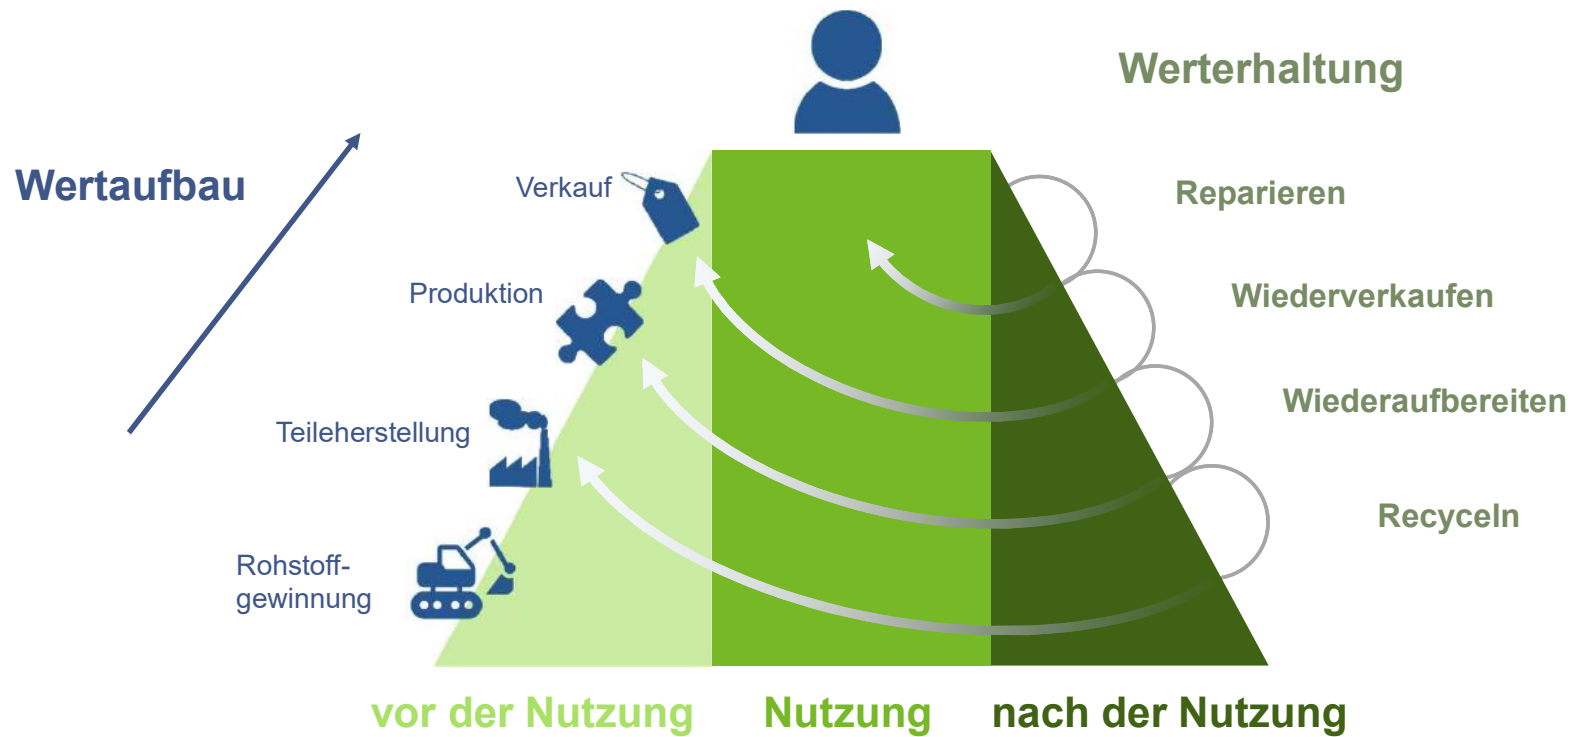 Werterhaltung
Wertaufbau
Verkauf
Reparieren
Produktion
Wiederverkaufen
Teileherstellung
Wiederaufbereiten
Recyceln
Rohstoff-
gewinnung
vor der Nutzung
Nutzung
nach der Nutzung